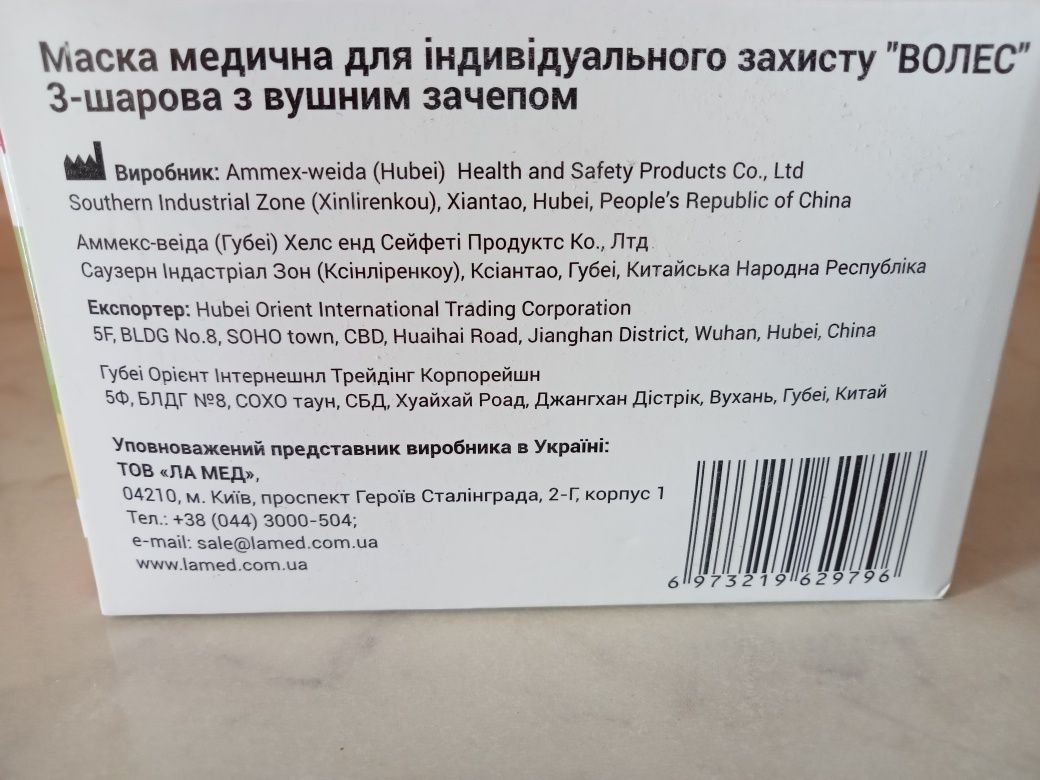 Маска медична для індивідуального захисту "ВОЛЕС"
3-шарова з вушним зачепом
Виробник: Ammex-weida (Hubei) Health and Safety Products Co., Ltd
Southern Industrial Zone (Xinlirenkou), Xiantao, Hubei, People's Republic of China
Аммекс-веіда (Губеі) Хелс енд Сейфеті Продуктс Ко., Лтд
Саузерн Індастріал Зон (Ксінліренкоу), Ксіантао, Губеі, Китайська Народна Республіка
Експортер: Hubei Orient International Trading Corporation
5F, BLDG No.8, SOHO town, CBD, Huaihai Road, Jianghan District, Wuhan, Hubei, China
Губеі Орієнт Інтернешнл Трейдінг Корпорейшн
5Ф, БЛДГ №8, СОХО таун, СБД, Хуайхай Роад, Джангхан Дістрік, Вухань, Губеі, Китай
Уповноважений представник виробника в Україні:
ТОВ «ЛА МЕД»,
04210, м. Київ, проспект Героїв Сталінграда, 2-Г, корпус 1
Тел.: +38 (044) 3000-504;
e-mail: sale@lamed.com.ua
www.lamed.com.ua
6 973219 629796